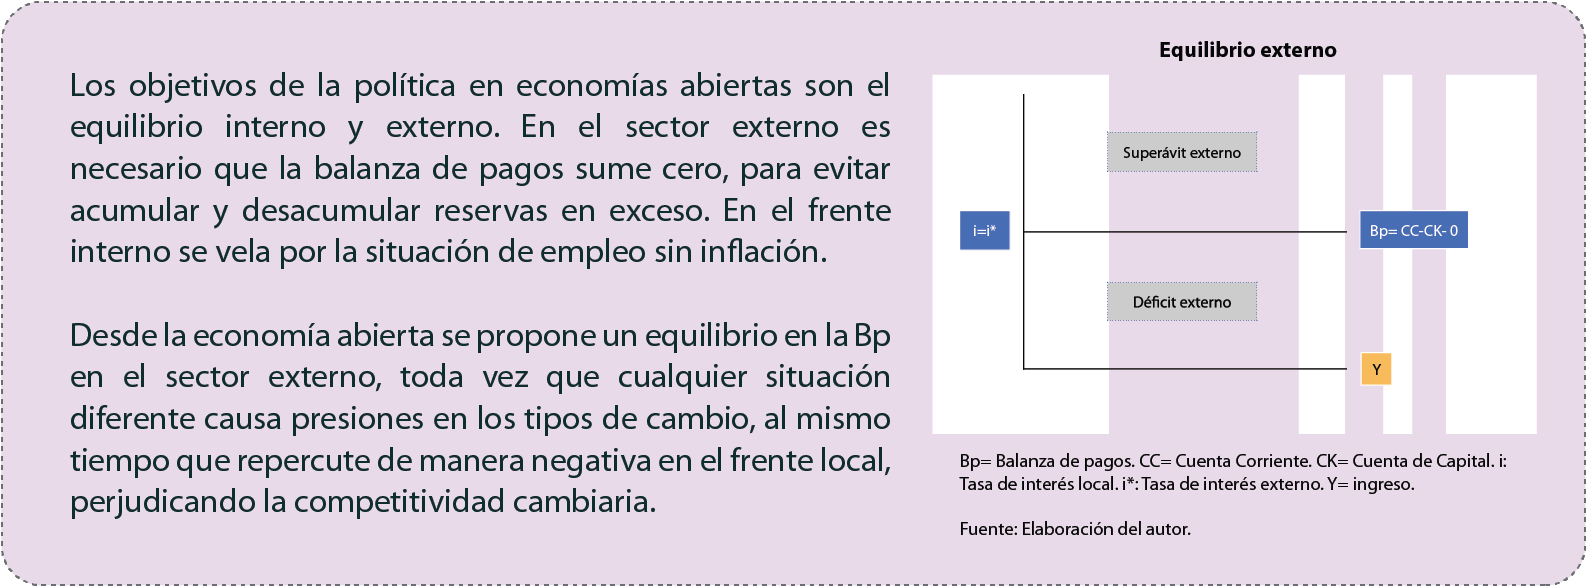 Los objetivos de la política en economías abiertas son el
equilibrio interno y externo. En el sector externo es
necesario que la balanza de pagos sume cero, para evitar
acumular y desacumular reservas en exceso. En el frente
interno se vela por la situación de empleo sin inflación.
Desde la economía abierta se propone un equilibrio en la Bp
en el sector externo, toda vez que cualquier situación
diferente causa presiones en los tipos de cambio, al mismo
tiempo que repercute de manera negativa en el frente local,
perjudicando la competitividad cambiaria.
Equilibrio externo
Superávit externo
i=i*
Bp= CC-CK- 0
Déficit externo
Y
Bp= Balanza de pagos. CC= Cuenta Corriente. CK= Cuenta de Capital. i:
Tasa de interés local. i*: Tasa de interés externo. Y= ingreso.
Fuente: Elaboración del autor.